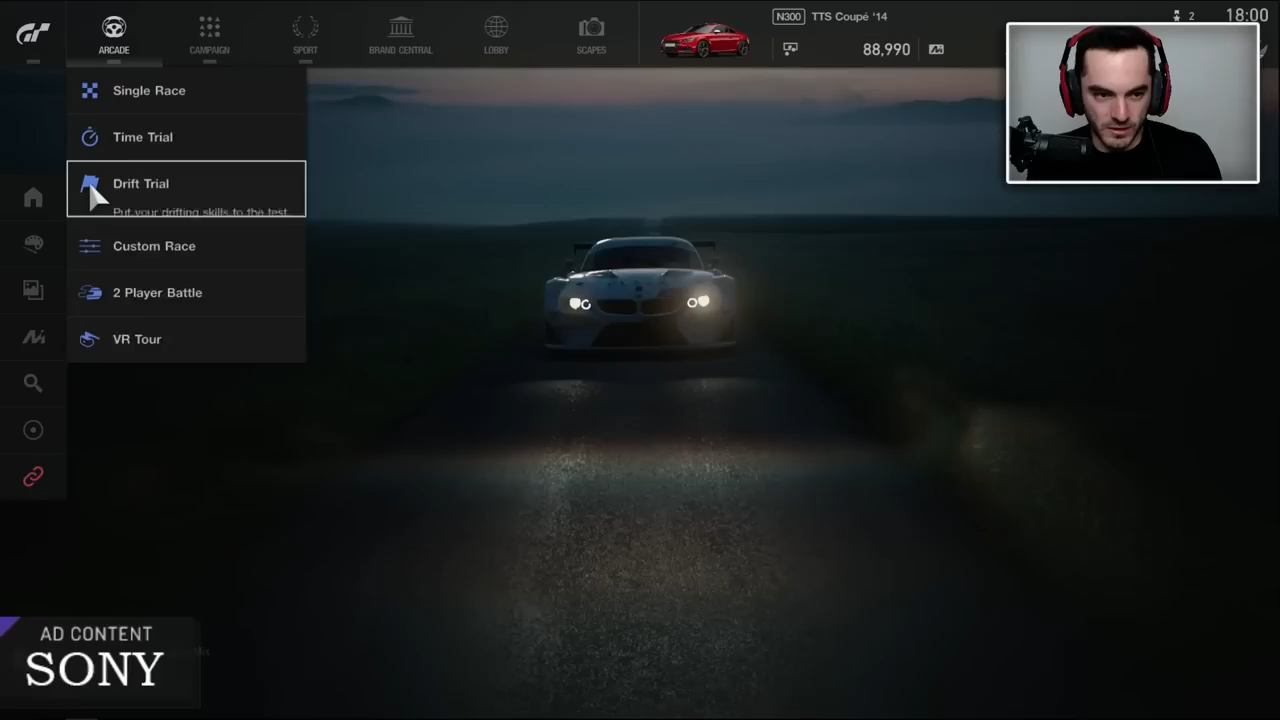 ARCADE
CAMPAIGN
SPORT
BRAND CENTRAL
LOBBY
SCAPES
N300 TTS Coupé '14
88,990
2
18:00
Single Race
Time Trial
Drift Trial
Put your drifting skills to the test.
Custom Race
2 Player Battle
VR Tour
AD CONTENT
SONY